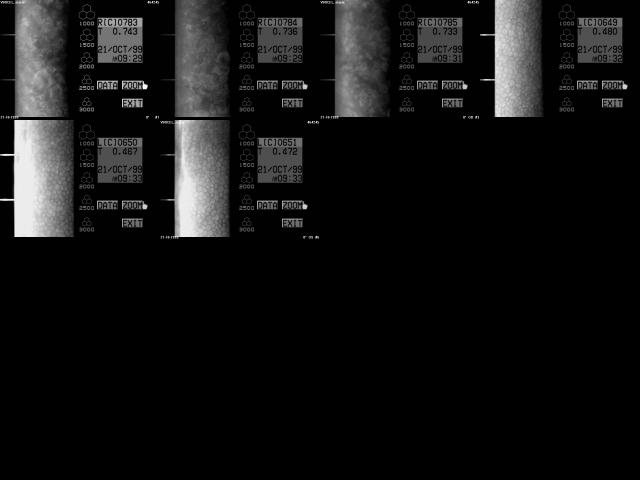 R(C)0783
1000
T 0.743
1500
21/OCT/99
09:29
2000
2500
DATA ZOOM
3000
EXIT
R(C)0784
1000
T 0.736
1500
21/OCT/99
09:29
2000
2500
DATA ZOOM
3000
EXIT
R(C)0785
1000
T 0.733
1500
21/OCT/99
09:31
2000
2500
DATA ZOOM
3000
EXIT
L(C)0649
1000
T 0.480
1500
21/OCT/99
09:32
2000
2500
DATA ZOOM
3000
EXIT
L(C)0650
1000
T 0.467
1500
21/OCT/99
09:33
2000
2500
DATA ZOOM
3000
EXIT
L(C)0651
1000
T 0.472
1500
21/OCT/99
09:33
2000
2500
DATA ZOOM
3000
EXIT